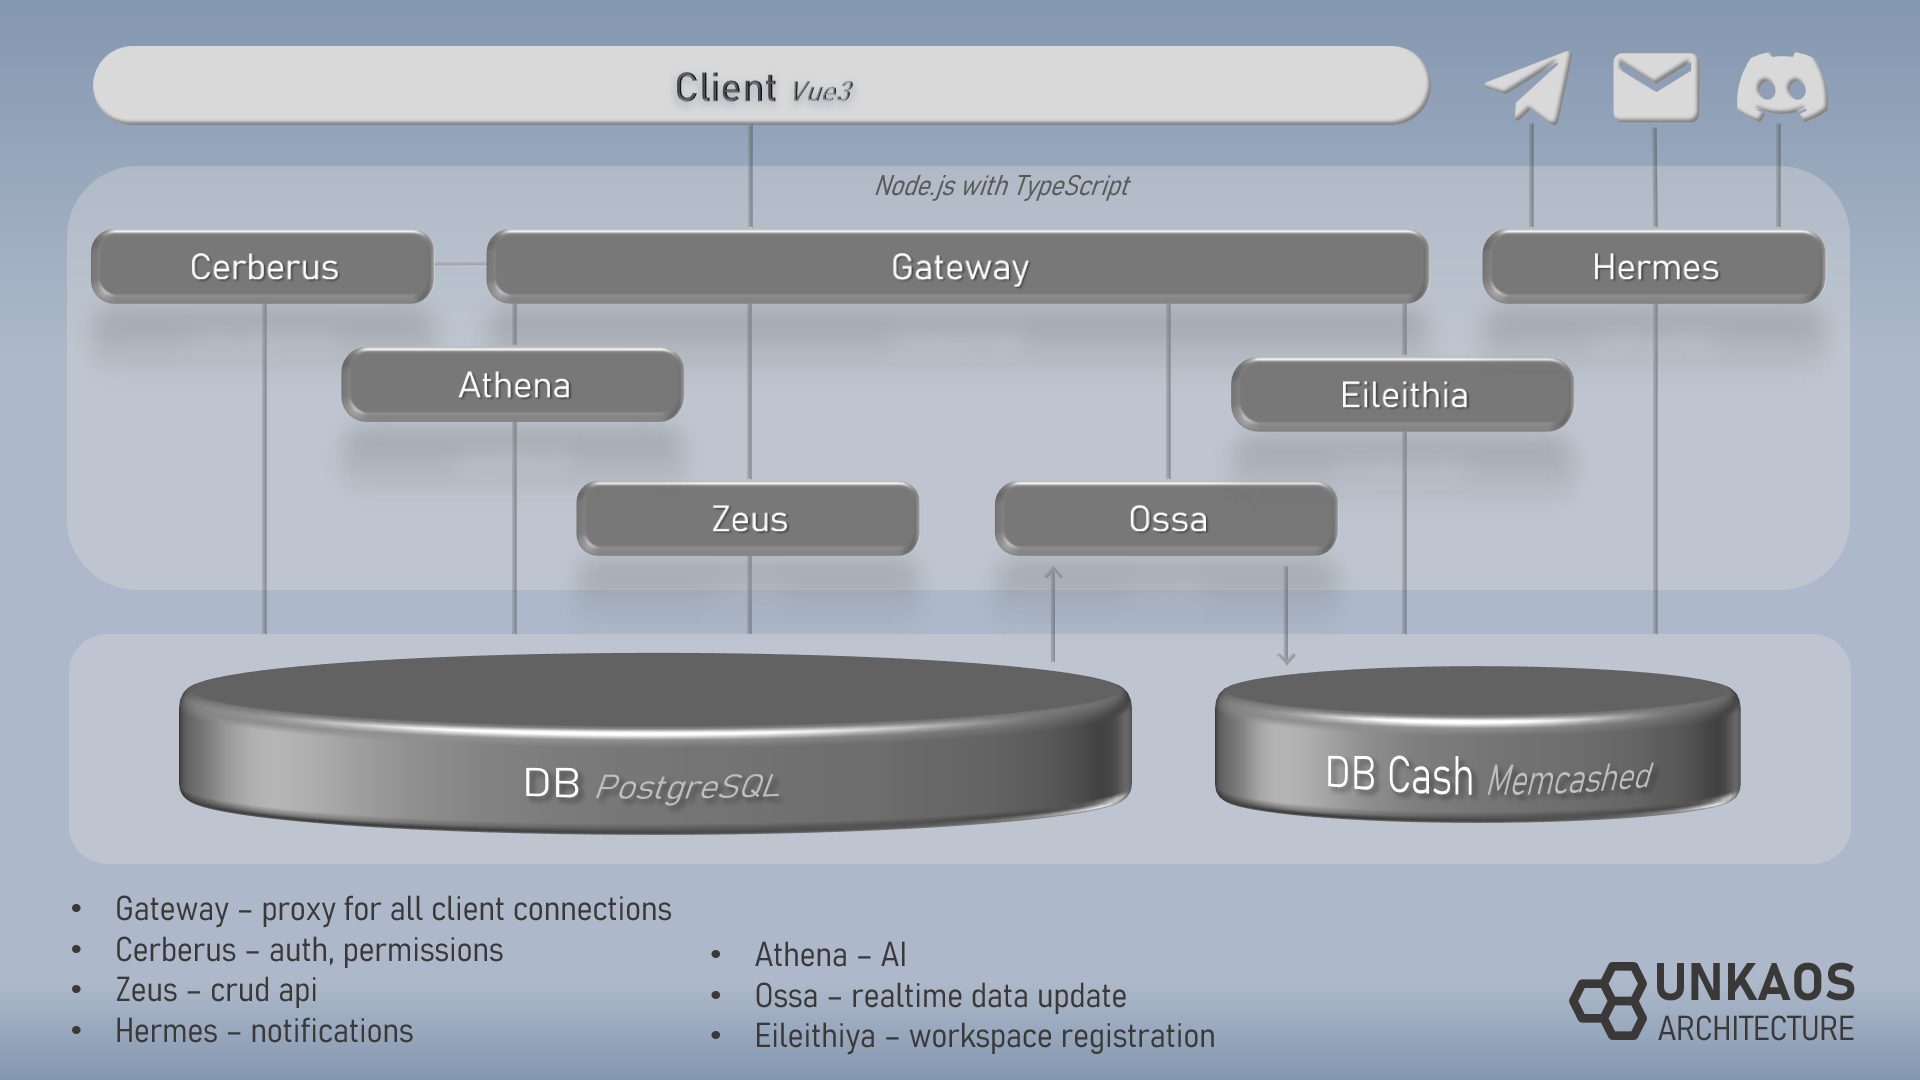 Client Vue3
Node.js with TypeScript
Cerberus
Gateway
Hermes
Athena
Eileithia
Zeus
Ossa
DB PostgreSQL
DB Cash Memcashed
• Gateway – proxy for all client connections
• Cerberus – auth, permissions
• Zeus – crud api
• Hermes – notifications
• Athena – AI
• Ossa – realtime data update
• Eileithiya – workspace registration
UNKAOS
ARCHITECTURE